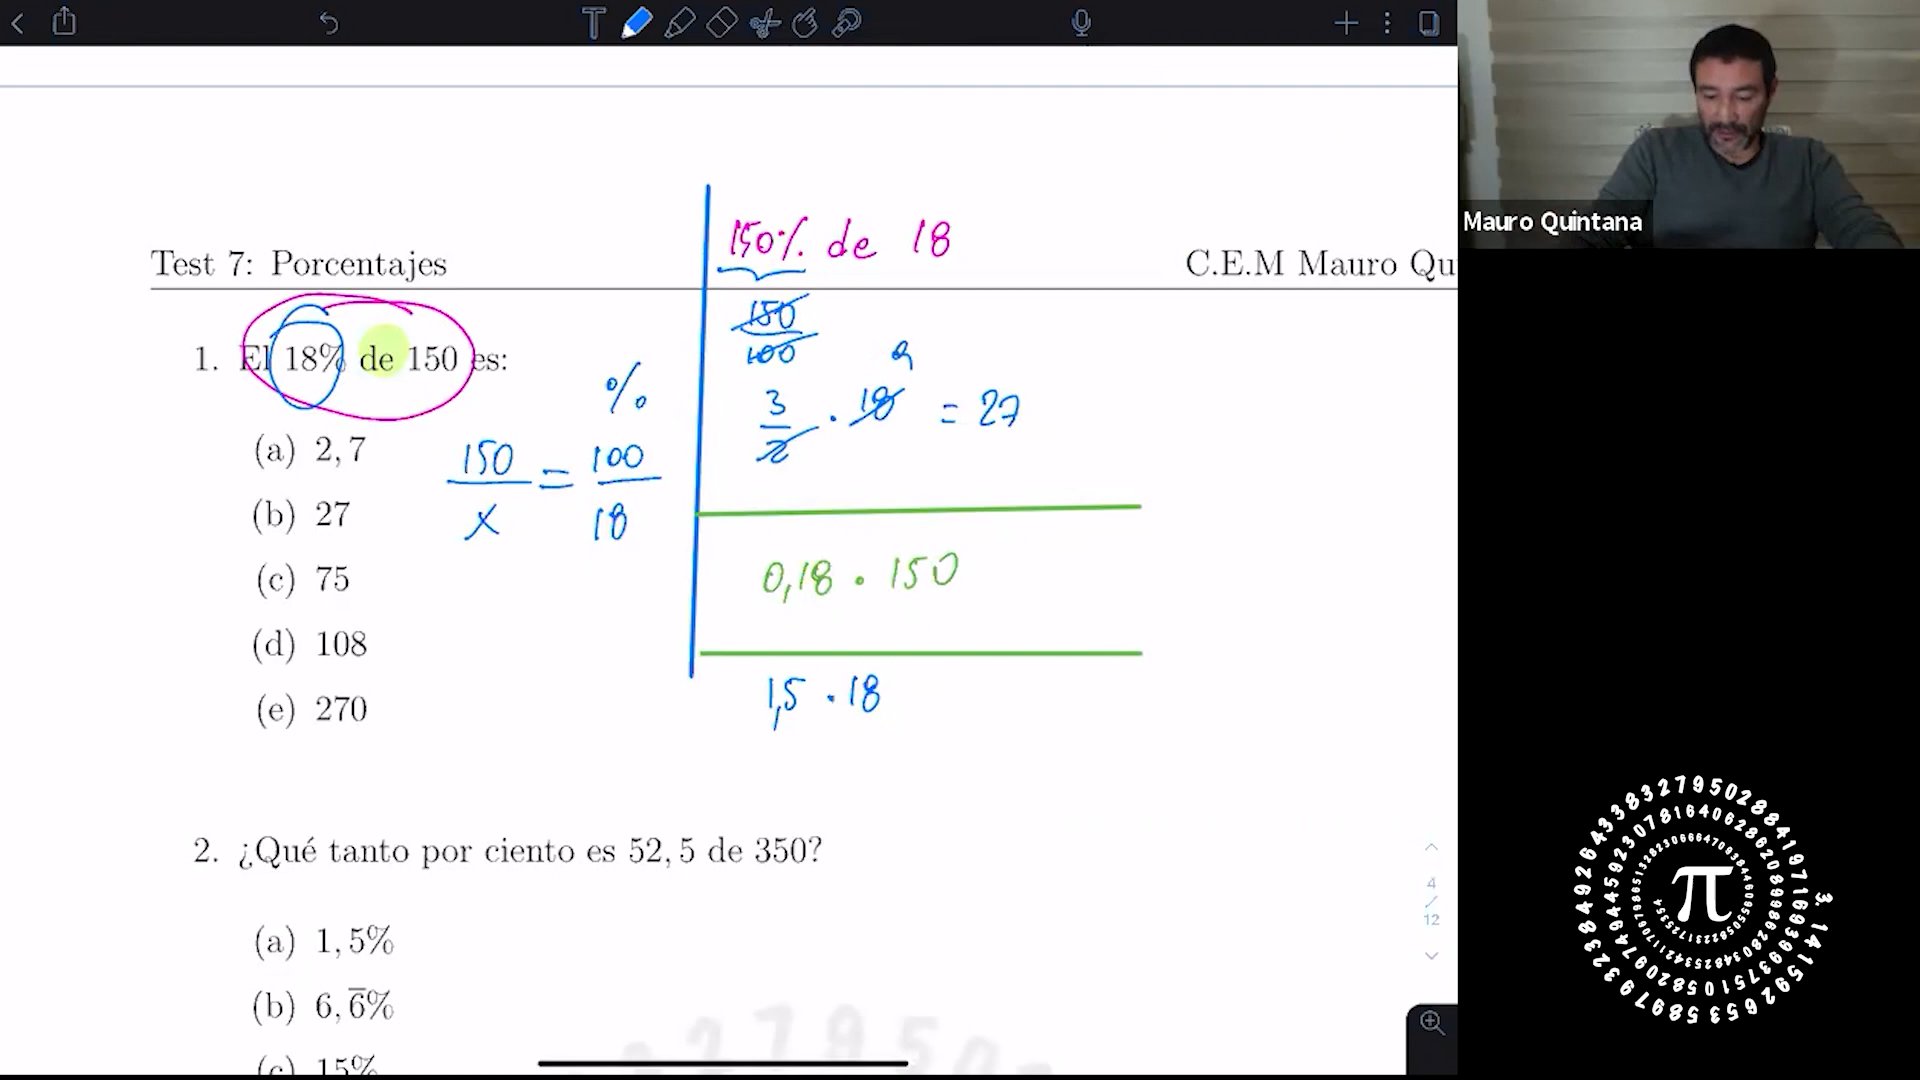 Mauro Quintana
Test 7: Porcentajes
C.E.M Mauro Qu
150% de 18
150
100
3
2
· 18
9
= 27
1. El 18% de 150 es:
(a) 2, 7
(b) 27
(c) 75
(d) 108
(e) 270
%
150
x
=
100
18
0,18 · 150
1,5 · 18
2. ¿Qué tanto por ciento es 52, 5 de 350?
(a) 1, 5%
(b) 6, 6̅%
(c) 15%
4
/
12
π